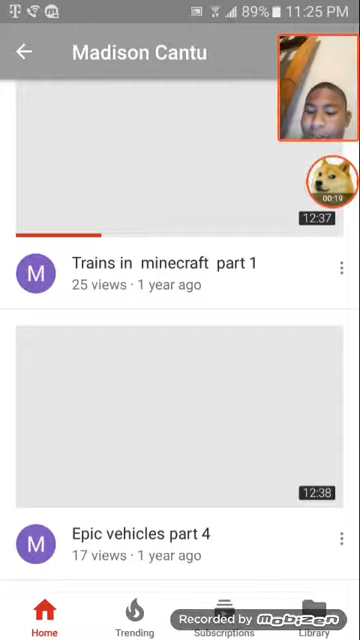 T 89% 11:25 PM
Madison Cantu
00:19
12:37
M Trains in minecraft part 1
25 views · 1 year ago
12:38
M Epic vehicles part 4
17 views · 1 year ago
Home Trending Subscriptions Library
Recorded by mobizen